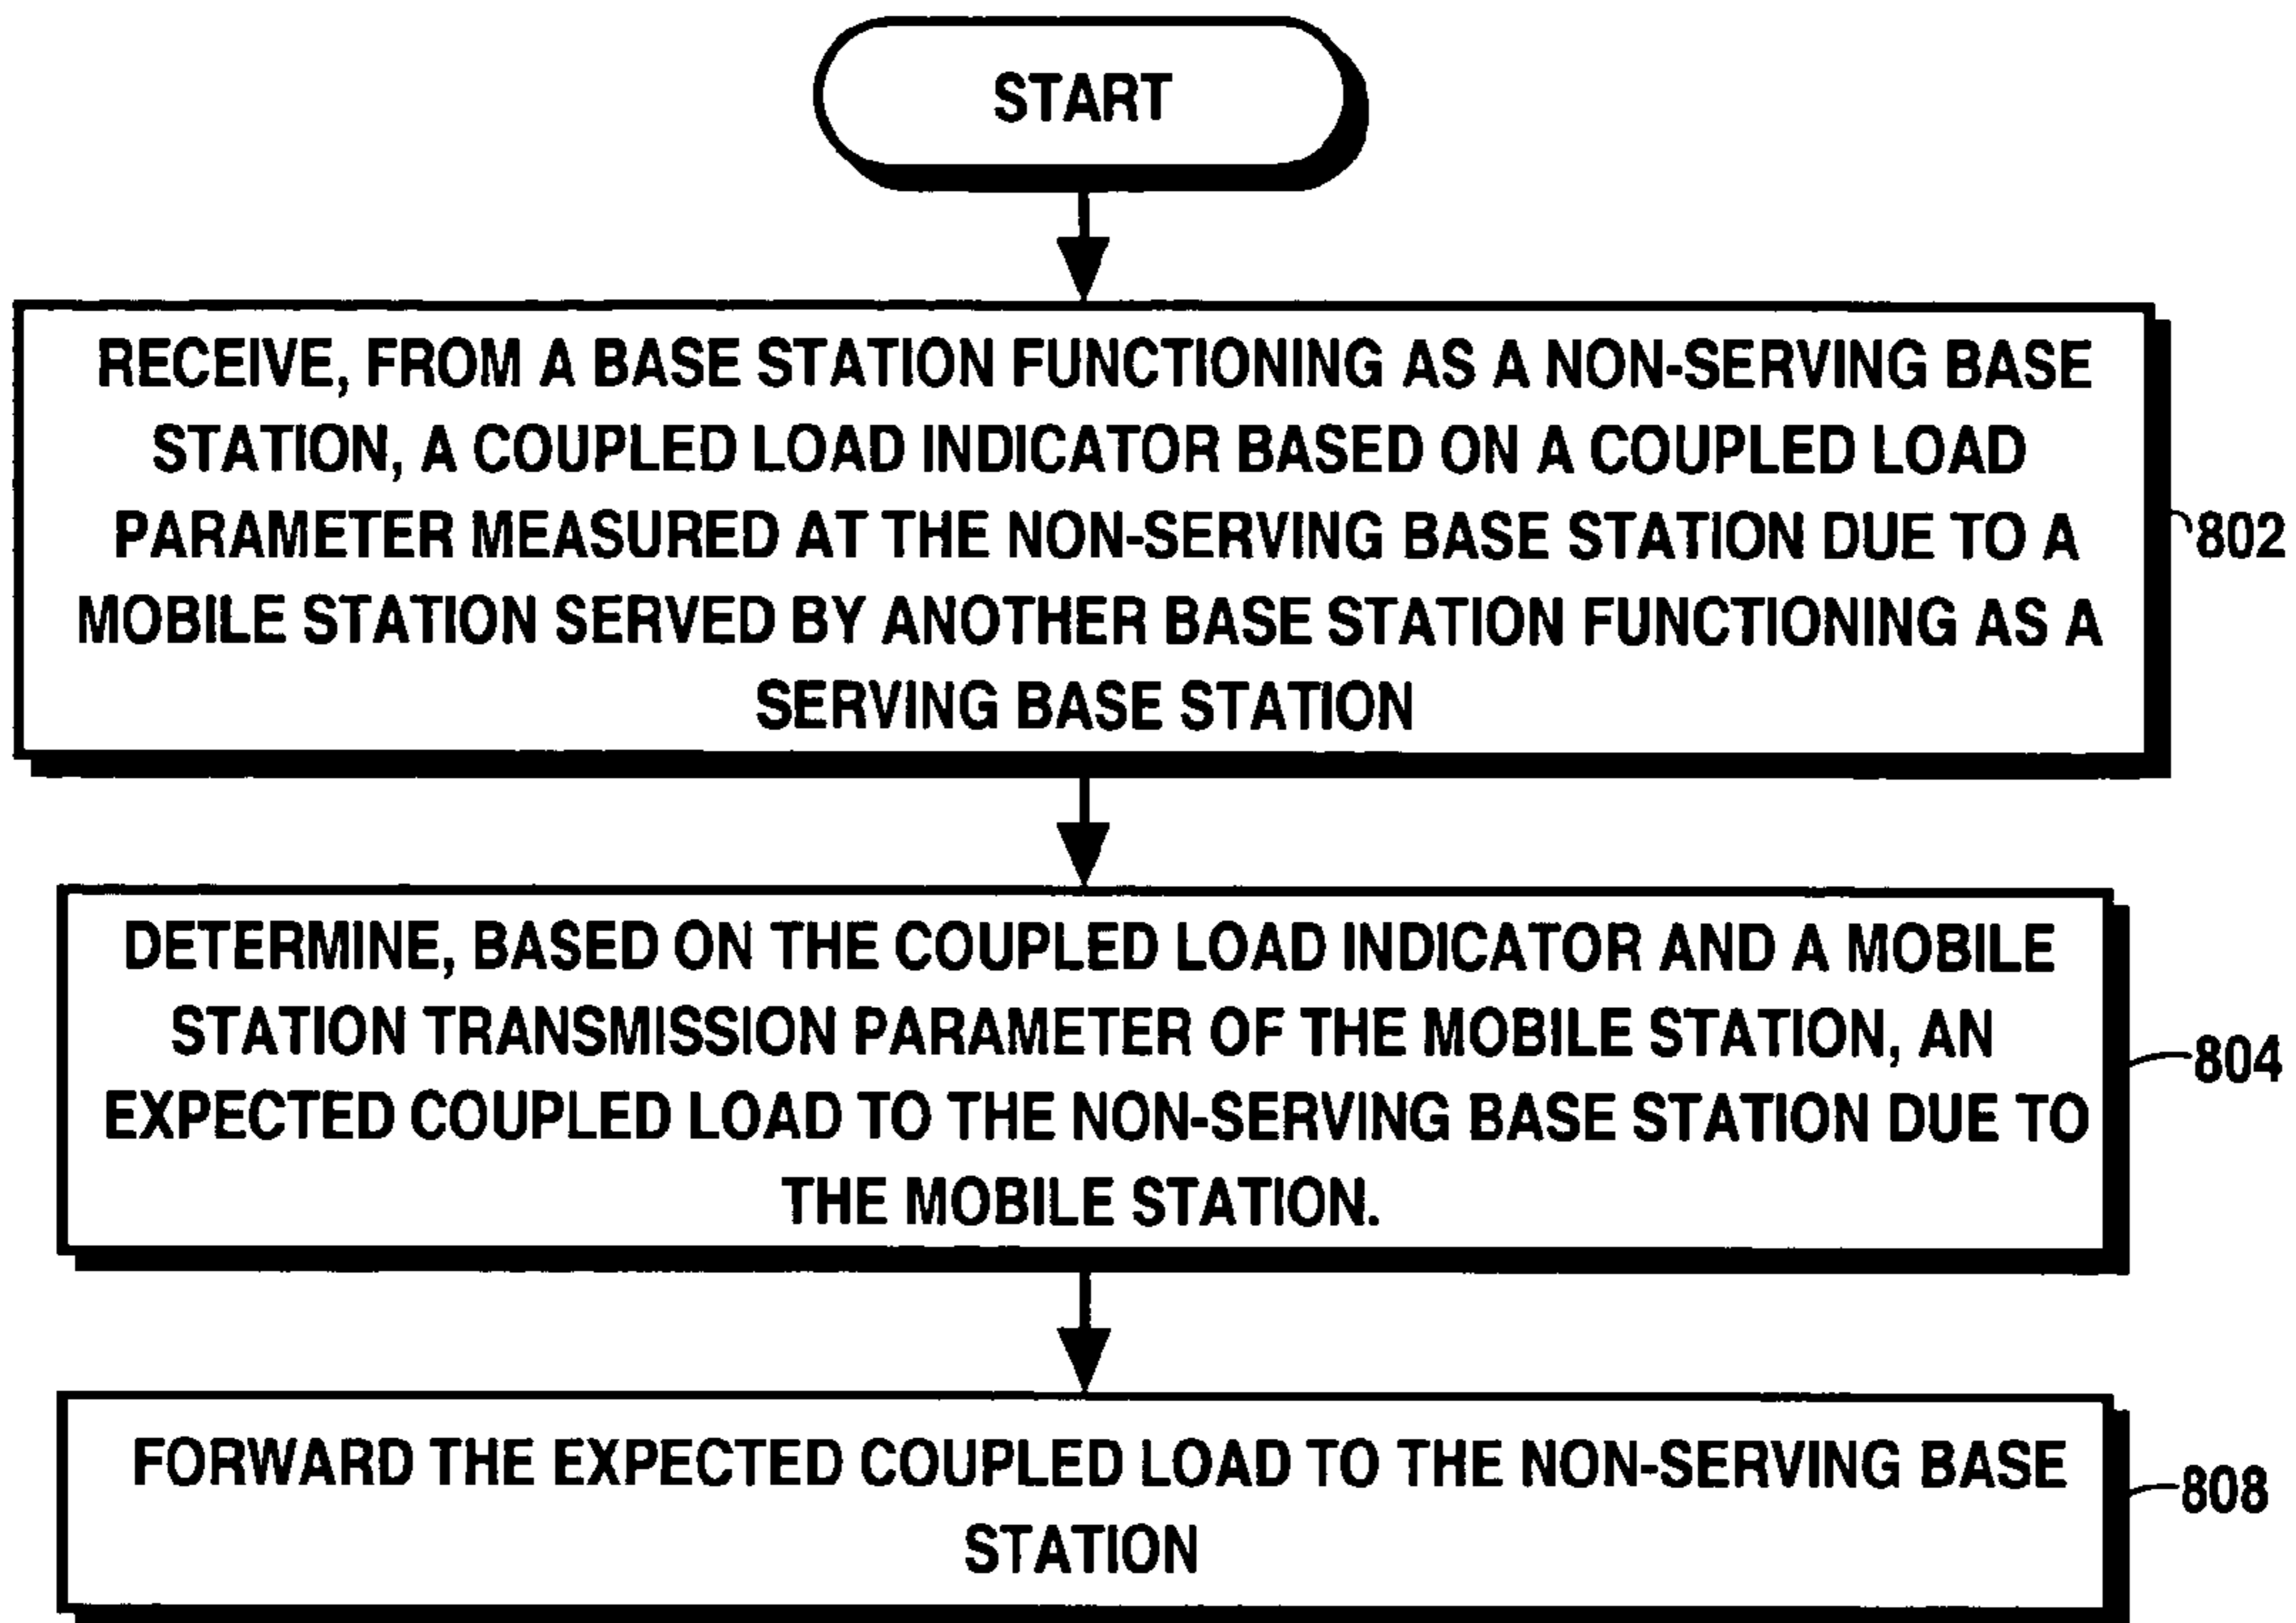 START
RECEIVE, FROM A BASE STATION FUNCTIONING AS A NON-SERVING BASE
STATION, A COUPLED LOAD INDICATOR BASED ON A COUPLED LOAD
PARAMETER MEASURED AT THE NON-SERVING BASE STATION DUE TO A
MOBILE STATION SERVED BY ANOTHER BASE STATION FUNCTIONING AS A
SERVING BASE STATION
802
DETERMINE, BASED ON THE COUPLED LOAD INDICATOR AND A MOBILE
STATION TRANSMISSION PARAMETER OF THE MOBILE STATION, AN
EXPECTED COUPLED LOAD TO THE NON-SERVING BASE STATION DUE TO
THE MOBILE STATION.
804
FORWARD THE EXPECTED COUPLED LOAD TO THE NON-SERVING BASE
STATION
808